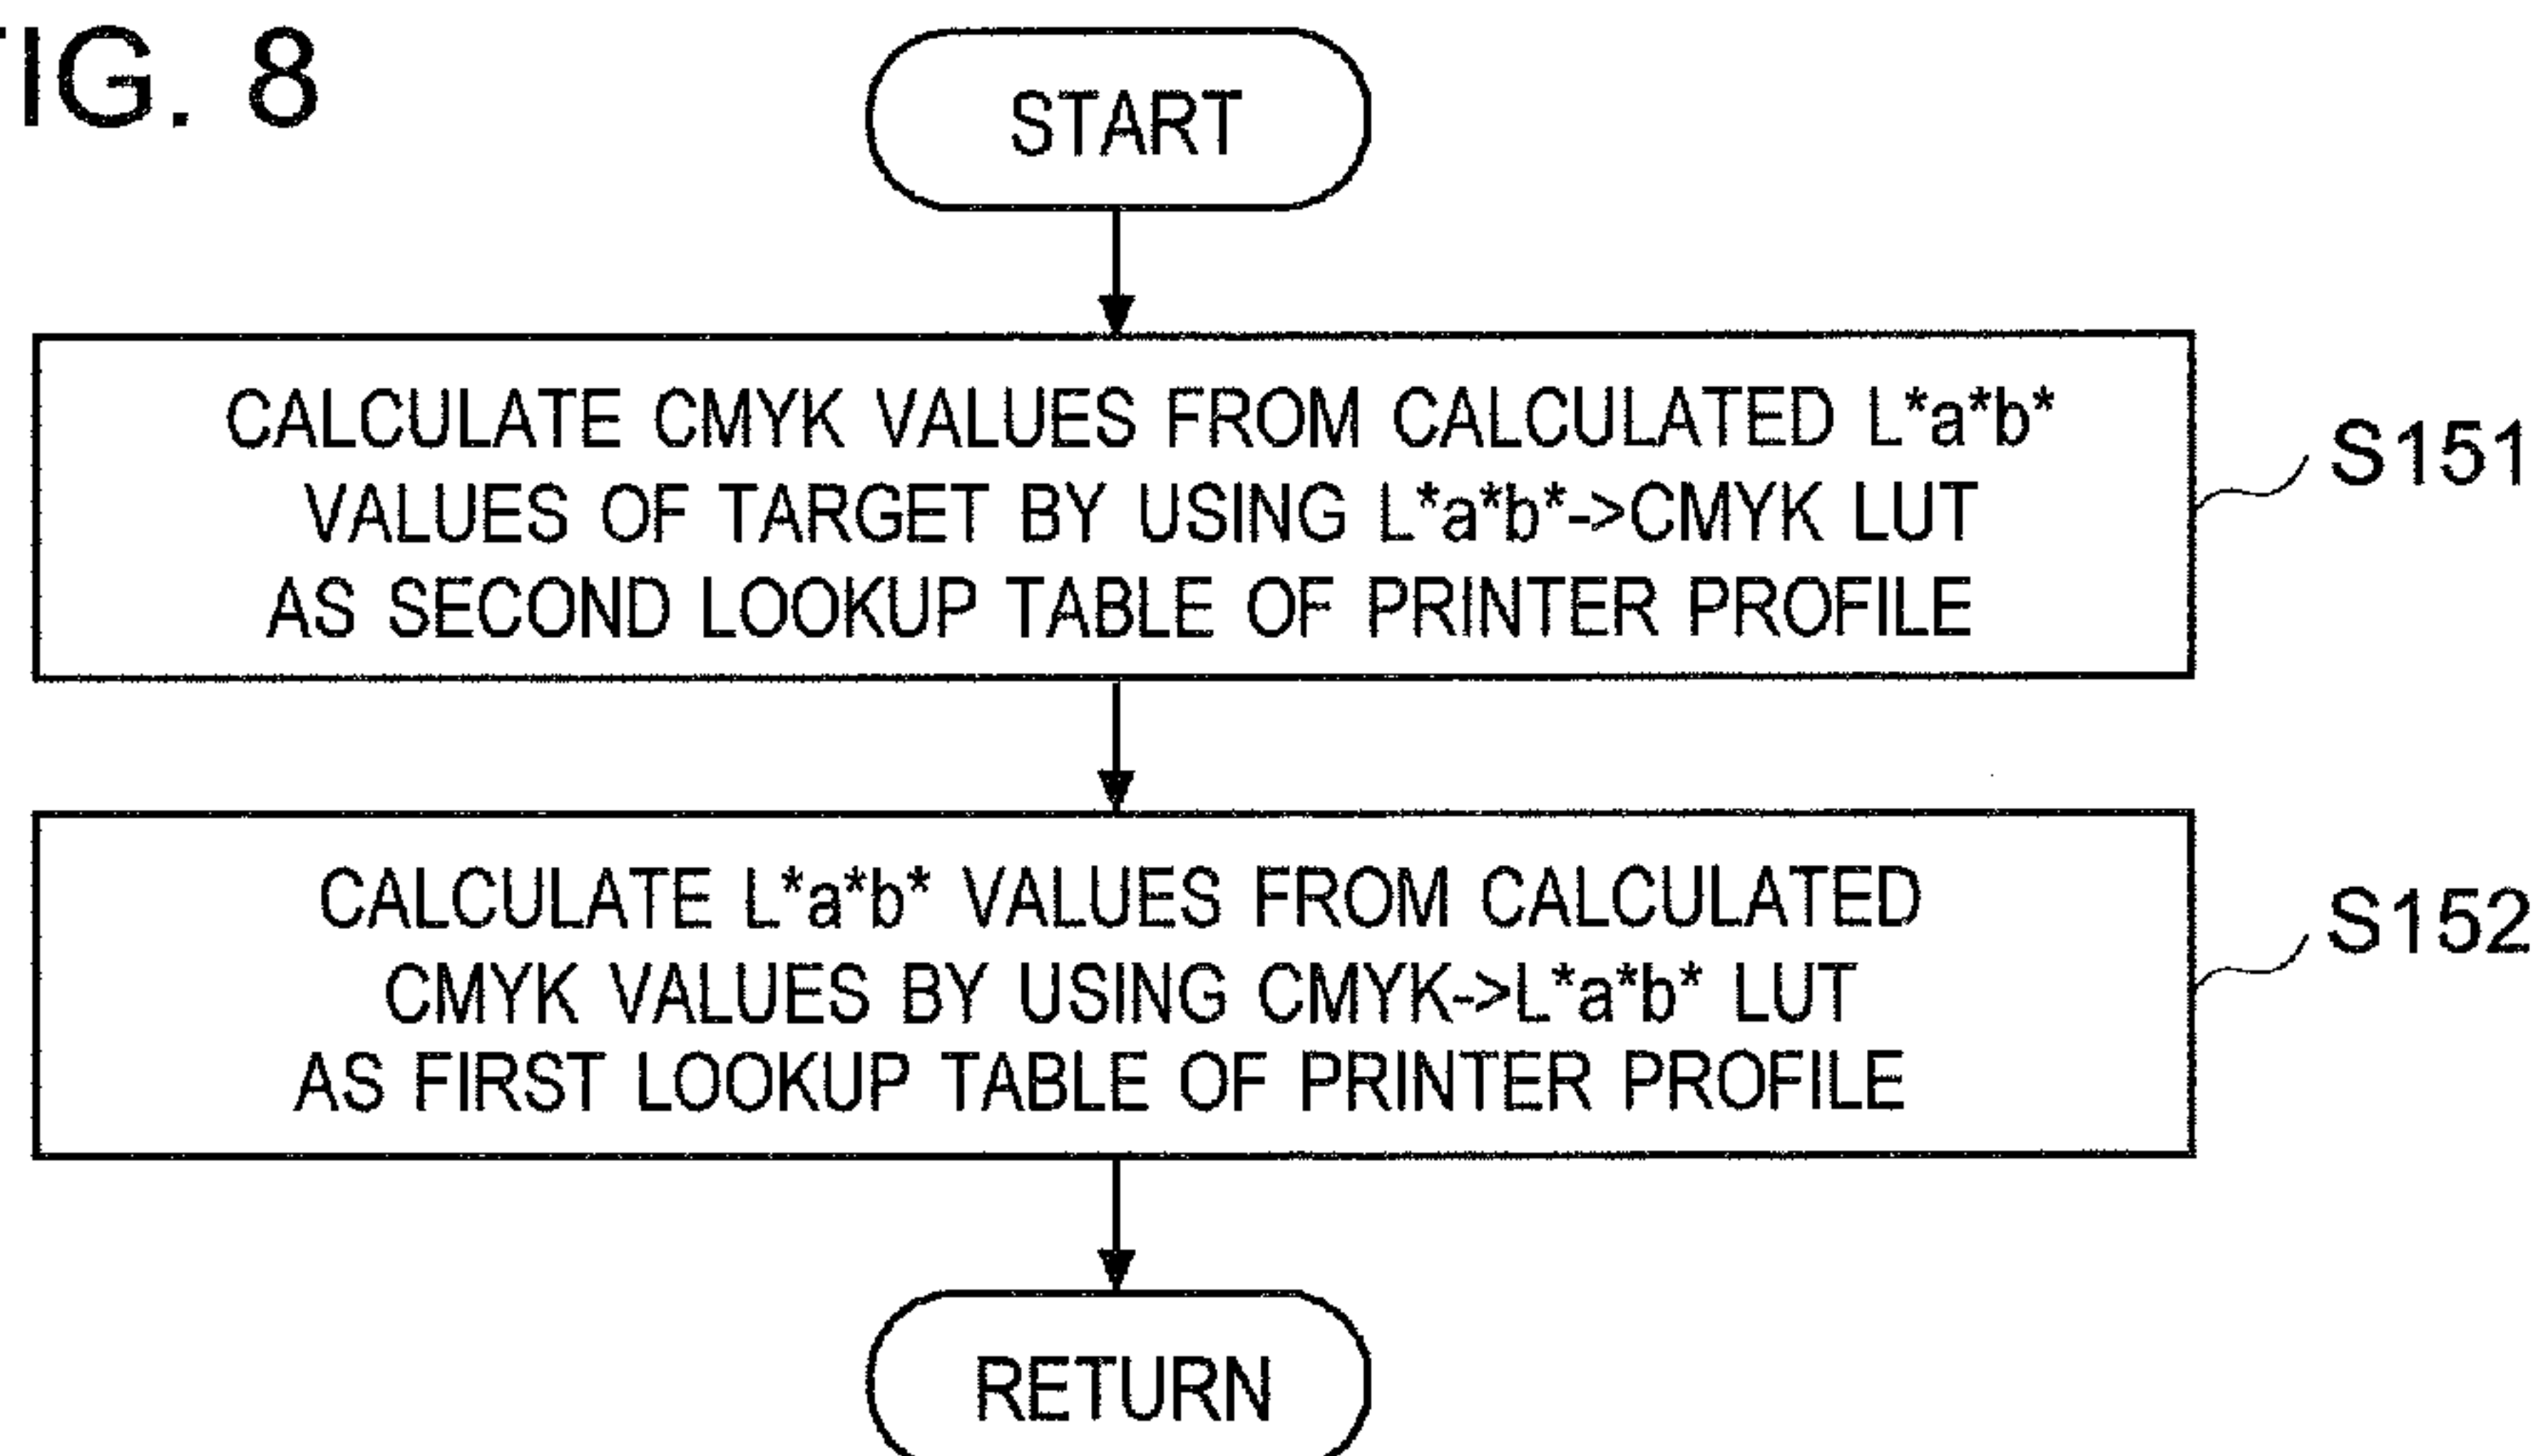 FIG. 8
START
CALCULATE CMYK VALUES FROM CALCULATED L*a*b*
VALUES OF TARGET BY USING L*a*b*->CMYK LUT
AS SECOND LOOKUP TABLE OF PRINTER PROFILE
S151
CALCULATE L*a*b* VALUES FROM CALCULATED
CMYK VALUES BY USING CMYK->L*a*b* LUT
AS FIRST LOOKUP TABLE OF PRINTER PROFILE
S152
RETURN